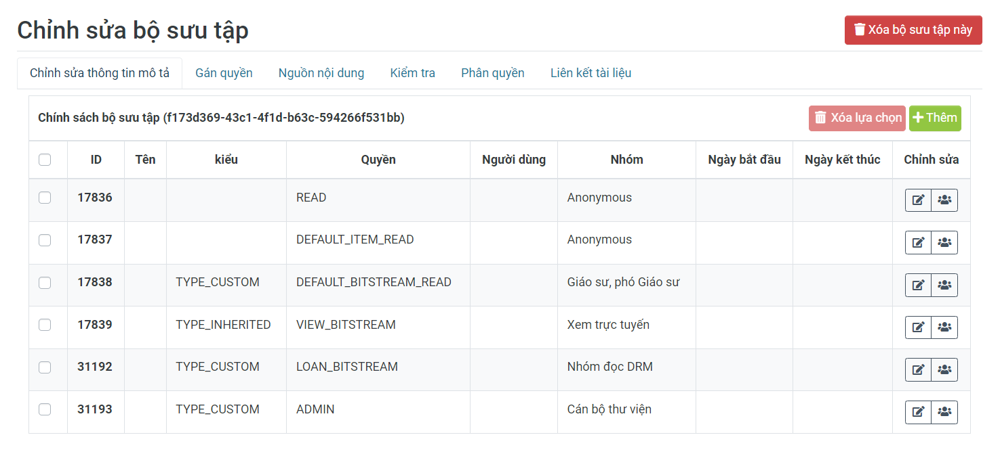 Chỉnh sửa bộ sưu tập
Xóa bộ sưu tập này
Chỉnh sửa thông tin mô tả Gán quyền Nguồn nội dung Kiểm tra Phân quyền Liên kết tài liệu
Chính sách bộ sưu tập (f173d369-43c1-4f1d-b63c-594266f531bb) Xóa lựa chọn Thêm
ID Tên kiểu Quyền Người dùng Nhóm Ngày bắt đầu Ngày kết thúc Chỉnh sửa
17836 READ Anonymous
17837 DEFAULT_ITEM_READ Anonymous
17838 TYPE_CUSTOM DEFAULT_BITSTREAM_READ Giáo sư, phó Giáo sư
17839 TYPE_INHERITED VIEW_BITSTREAM Xem trực tuyến
31192 TYPE_CUSTOM LOAN_BITSTREAM Nhóm đọc DRM
31193 TYPE_CUSTOM ADMIN Cán bộ thư viện